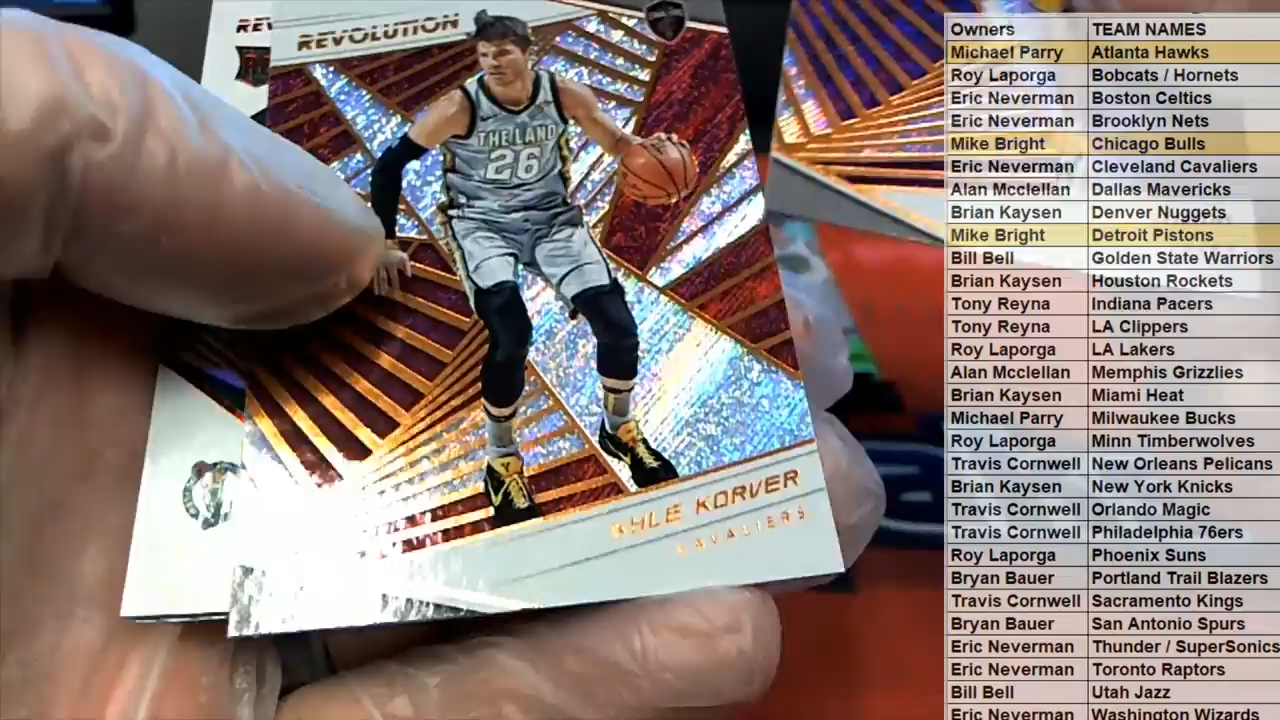 REV
REVOLUTION
THE LAND
26
KYLE KORVER
CAVALIERS
Owners TEAM NAMES
Michael Parry Atlanta Hawks
Roy Laporga Bobcats / Hornets
Eric Neverman Boston Celtics
Eric Neverman Brooklyn Nets
Mike Bright Chicago Bulls
Eric Neverman Cleveland Cavaliers
Alan Mcclellan Dallas Mavericks
Brian Kaysen Denver Nuggets
Mike Bright Detroit Pistons
Bill Bell Golden State Warriors
Brian Kaysen Houston Rockets
Tony Reyna Indiana Pacers
Tony Reyna LA Clippers
Roy Laporga LA Lakers
Alan Mcclellan Memphis Grizzlies
Brian Kaysen Miami Heat
Michael Parry Milwaukee Bucks
Roy Laporga Minn Timberwolves
Travis Cornwell New Orleans Pelicans
Brian Kaysen New York Knicks
Travis Cornwell Orlando Magic
Travis Cornwell Philadelphia 76ers
Roy Laporga Phoenix Suns
Bryan Bauer Portland Trail Blazers
Travis Cornwell Sacramento Kings
Bryan Bauer San Antonio Spurs
Eric Neverman Thunder / SuperSonics
Eric Neverman Toronto Raptors
Bill Bell Utah Jazz
Eric Neverman Washington Wizards